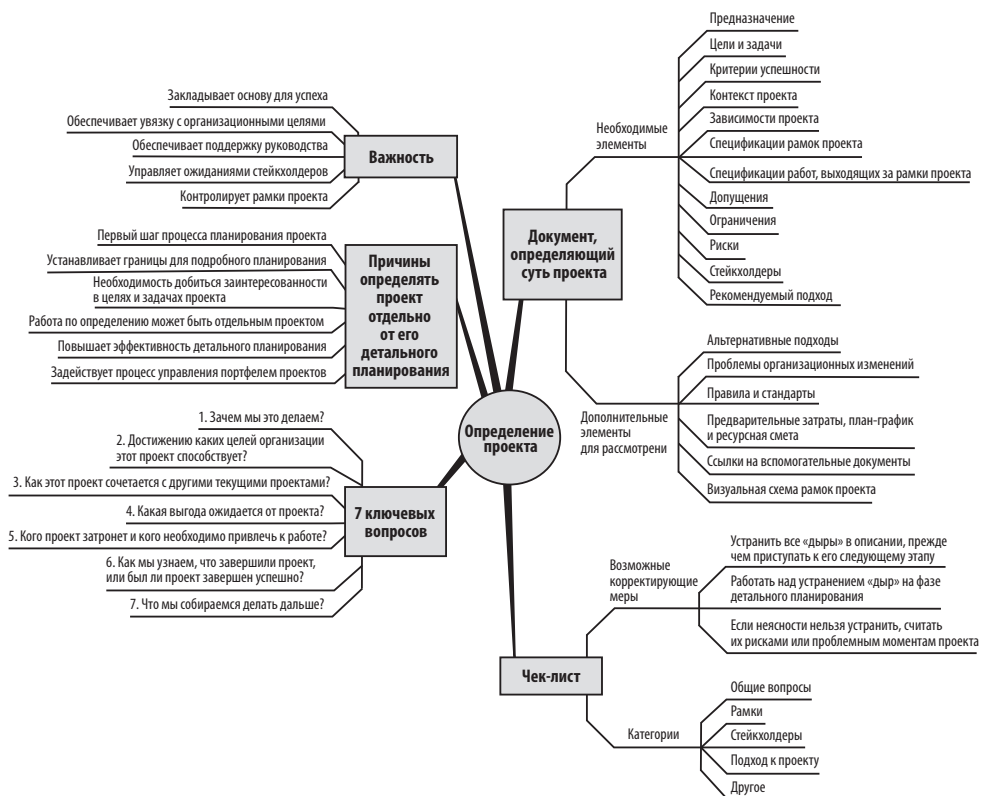 Закладывает основу для успеха
Обеспечивает увязку с организационными целями
Обеспечивает поддержку руководства
Управляет ожиданиями стейкхолдеров
Контролирует рамки проекта
Важность
Первый шаг процесса планирования проекта
Устанавливает границы для подробного планирования
Необходимость добиться заинтересованности
в целях и задачах проекта
Работа по определению может быть отдельным проектом
Повышает эффективность детального планирования
Задействует процесс управления портфелем проектов
Причины
определять
проект
отдельно
от его
детального
планирования
1. Зачем мы это делаем?
2. Достижению каких целей организации
этот проект способствует?
3. Как этот проект сочетается с другими текущими проектами?
4. Какая выгода ожидается от проекта?
5. Кого проект затронет и кого необходимо привлечь к работе?
6. Как мы узнаем, что завершили проект,
или был ли проект завершен успешно?
7. Что мы собираемся делать дальше?
7 ключевых
вопросов
Определение
проекта
Документ,
определяющий
суть проекта
Необходимые
элементы
Предназначение
Цели и задачи
Критерии успешности
Контекст проекта
Зависимости проекта
Спецификации рамок проекта
Спецификации работ, выходящих за рамки проекта
Допущения
Ограничения
Риски
Стейкхолдеры
Рекомендуемый подход
Дополнительные
элементы
для рассмотрени
Альтернативные подходы
Проблемы организационных изменений
Правила и стандарты
Предварительные затраты, план-график
и ресурсная смета
Ссылки на вспомогательные документы
Визуальная схема рамок проекта
Чек-лист
Возможные
корректирующие
меры
Устранить все «дыры» в описании, прежде
чем приступать к его следующему этапу
Работать над устранением «дыр» на фазе
детального планирования
Если неясности нельзя устранить, считать
их рисками или проблемным моментам проекта
Категории
Общие вопросы
Рамки
Стейкхолдеры
Подход к проекту
Другое